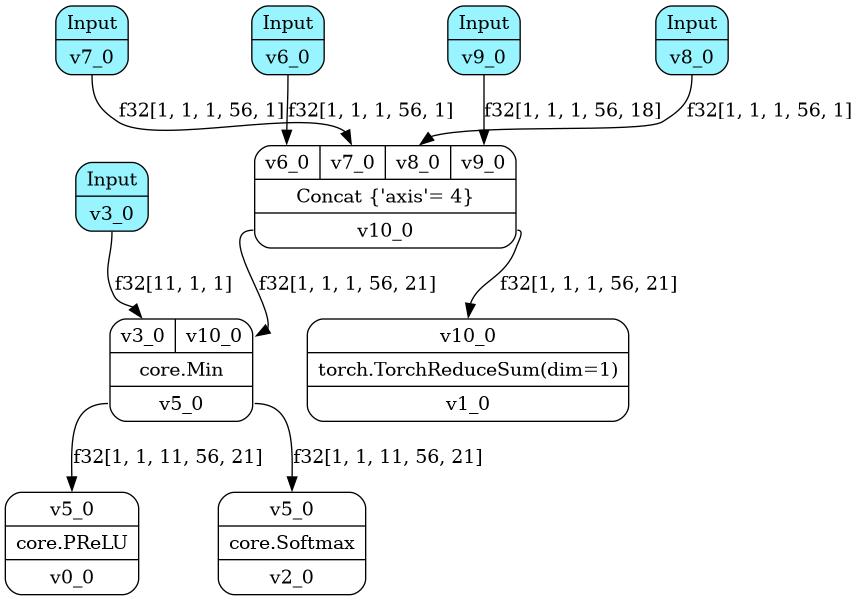 Input
v7_0
Input
v6_0
Input
v9_0
Input
v8_0
f32[1, 1, 1, 56, 1]
f32[1, 1, 1, 56, 1]
f32[1, 1, 1, 56, 18]
f32[1, 1, 1, 56, 1]
v6_0 v7_0 v8_0 v9_0
Concat {'axis'= 4}
v10_0
Input
v3_0
f32[11, 1, 1]
f32[1, 1, 1, 56, 21]
f32[1, 1, 1, 56, 21]
v3_0 v10_0
core.Min
v5_0
v10_0
torch.TorchReduceSum(dim=1)
v1_0
f32[1, 1, 11, 56, 21]
f32[1, 1, 11, 56, 21]
v5_0
core.PReLU
v0_0
v5_0
core.Softmax
v2_0